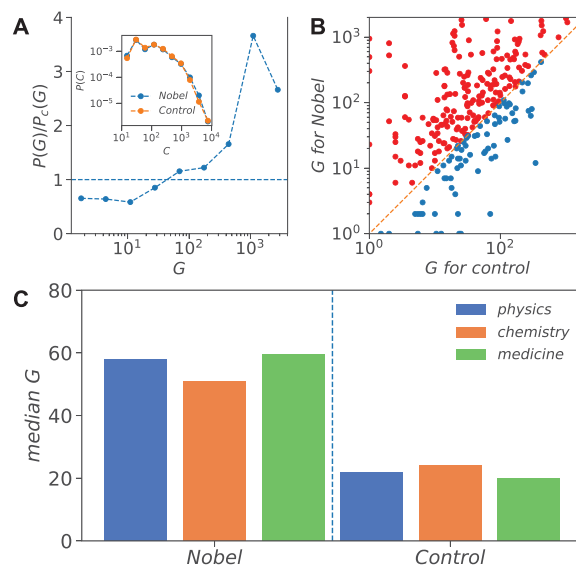 A
4
3
2
1
0
P(G)/P_c(G)
10^1
10^2
10^3
G
10^-3
10^-4
10^-5
P(C)
Nobel
Control
10^1
10^2
10^3
10^4
C
B
10^3
10^2
10^1
10^0
G for Nobel
10^0
10^2
G for control
C
80
60
40
20
0
median G
physics
chemistry
medicine
Nobel
Control